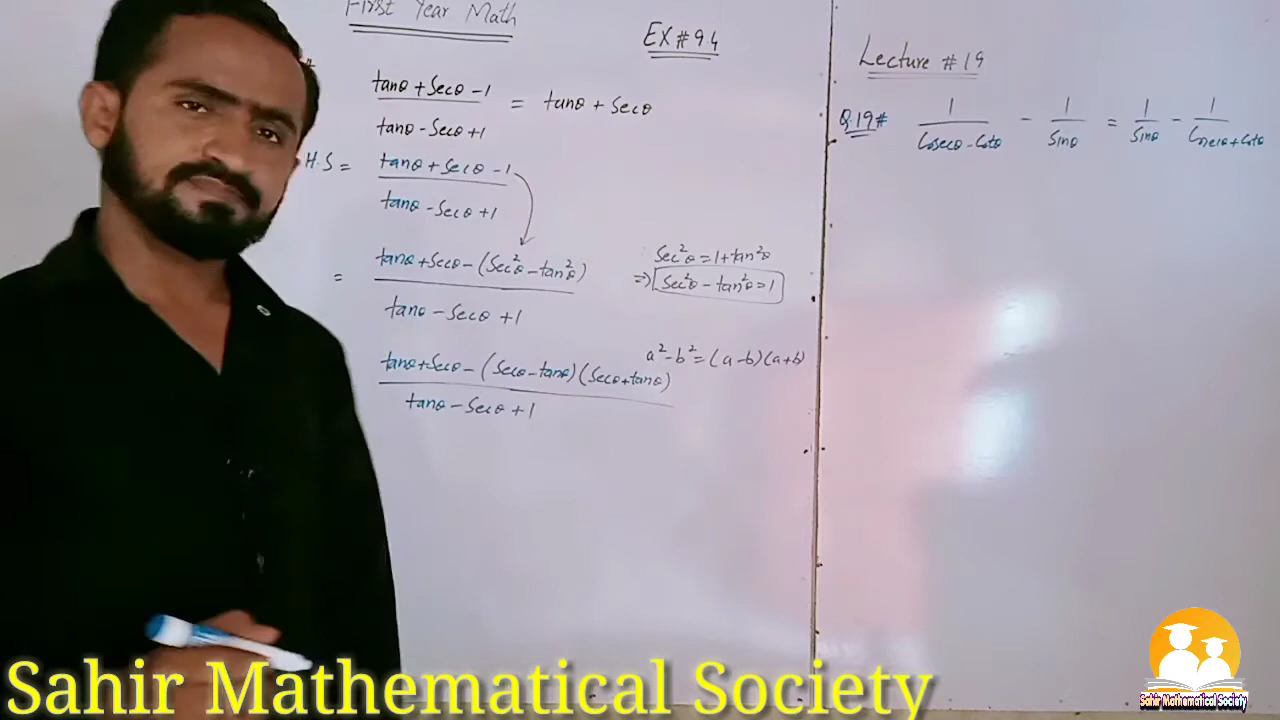 First Year Math
EX # 9.4
tanθ + Secθ - 1
tanθ - Secθ + 1
= tanθ + Secθ
H.S = tanθ + Secθ - 1
tanθ - Secθ + 1
= tanθ + Secθ - (Sec²θ - tan²θ)
tanθ - Secθ + 1
Sec²θ = 1 + tan²θ
⇒ Sec²θ - tan²θ = 1
tanθ + Secθ - (Secθ - tanθ)(Secθ + tanθ)
tanθ - Secθ + 1
a² - b² = (a - b)(a + b)
Lecture # 19
Q.19# 1/(Cosecθ - Cotθ) - 1/Sinθ = 1/Sinθ - 1/(Cosecθ + Cotθ)
Sahir Mathematical Society
Sahir Mathematical Society